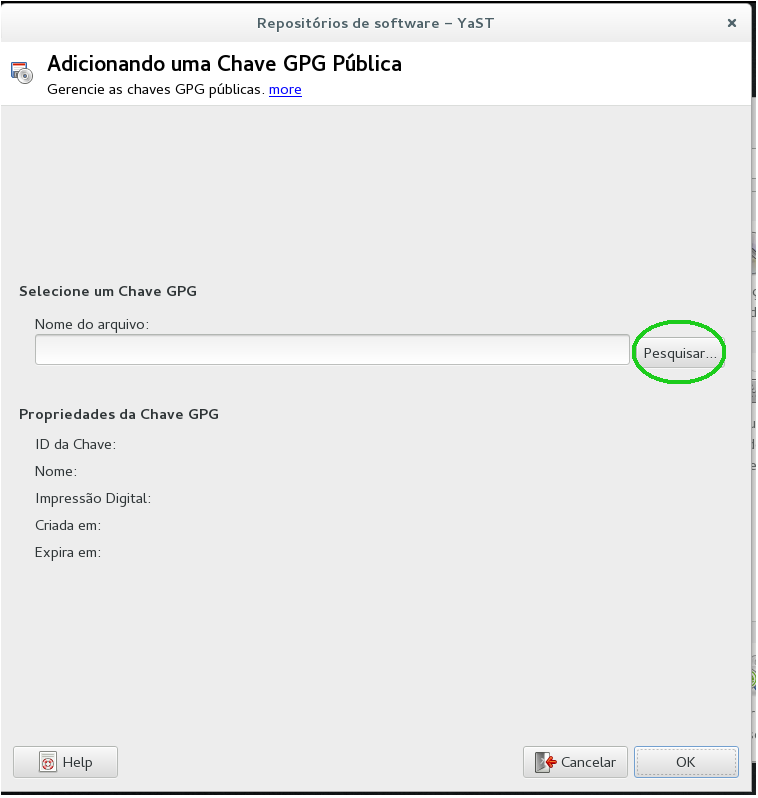 Repositórios de software – YaST
Adicionando uma Chave GPG Pública
Gerencie as chaves GPG públicas. more
Selecione um Chave GPG
Nome do arquivo:
Pesquisar...
Propriedades da Chave GPG
ID da Chave:
Nome:
Impressão Digital:
Criada em:
Expira em:
Help
Cancelar
OK